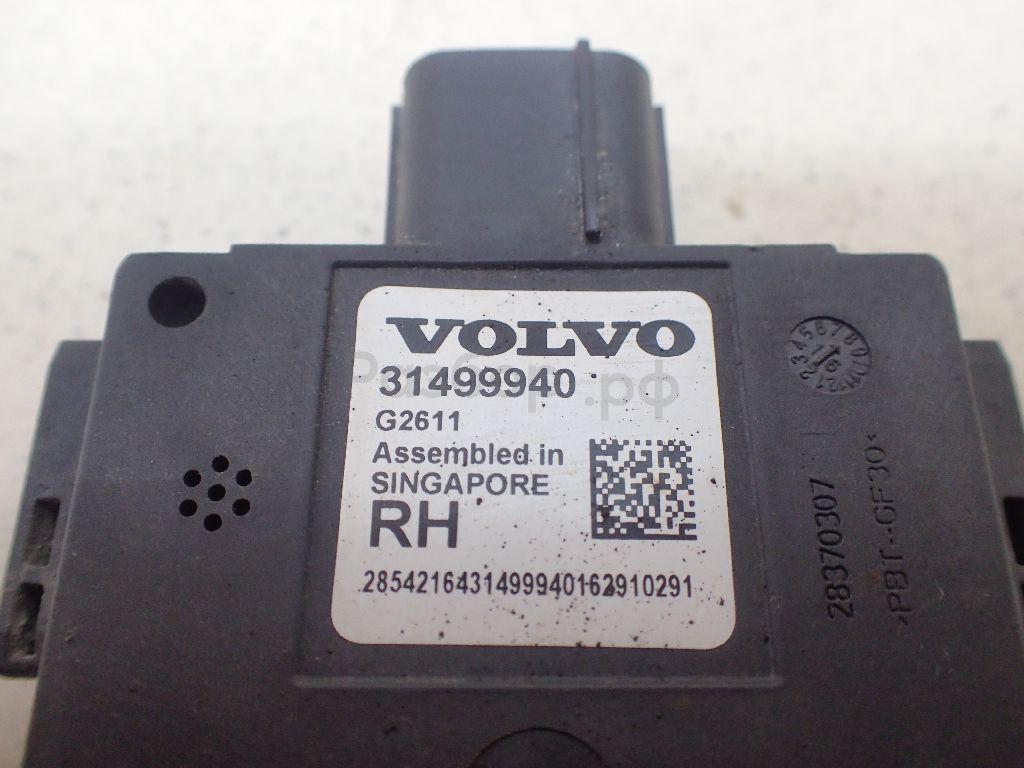 VOLVO
31499940
G2611
Assembled in
SINGAPORE
RH
2854216431499940162910291
28370307
>PBT-GF30<